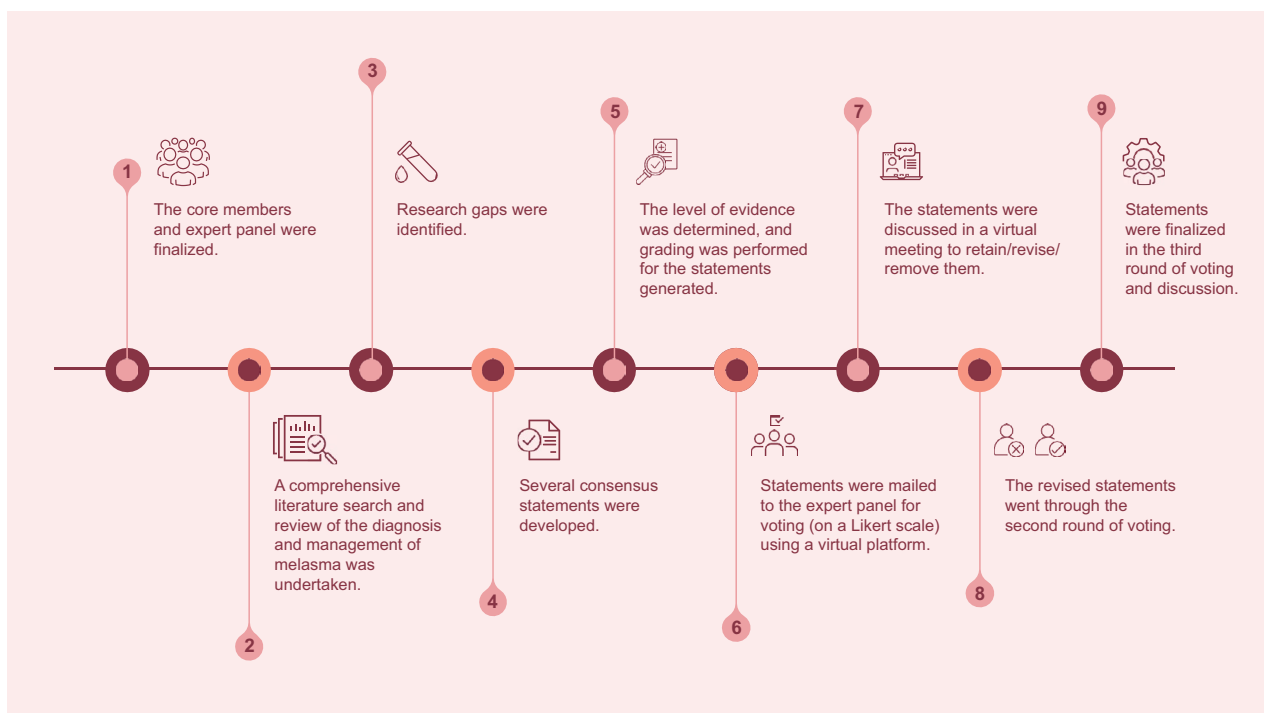 1
The core members
and expert panel were
finalized.
2
A comprehensive
literature search and
review of the diagnosis
and management of
melasma was
undertaken.
3
Research gaps were
identified.
4
Several consensus
statements were
developed.
5
The level of evidence
was determined, and
grading was performed
for the statements
generated.
6
Statements were mailed
to the expert panel for
voting (on a Likert scale)
using a virtual platform.
7
The statements were
discussed in a virtual
meeting to retain/revise/
remove them.
8
The revised statements
went through the
second round of voting.
9
Statements
were finalized
in the third
round of voting
and discussion.